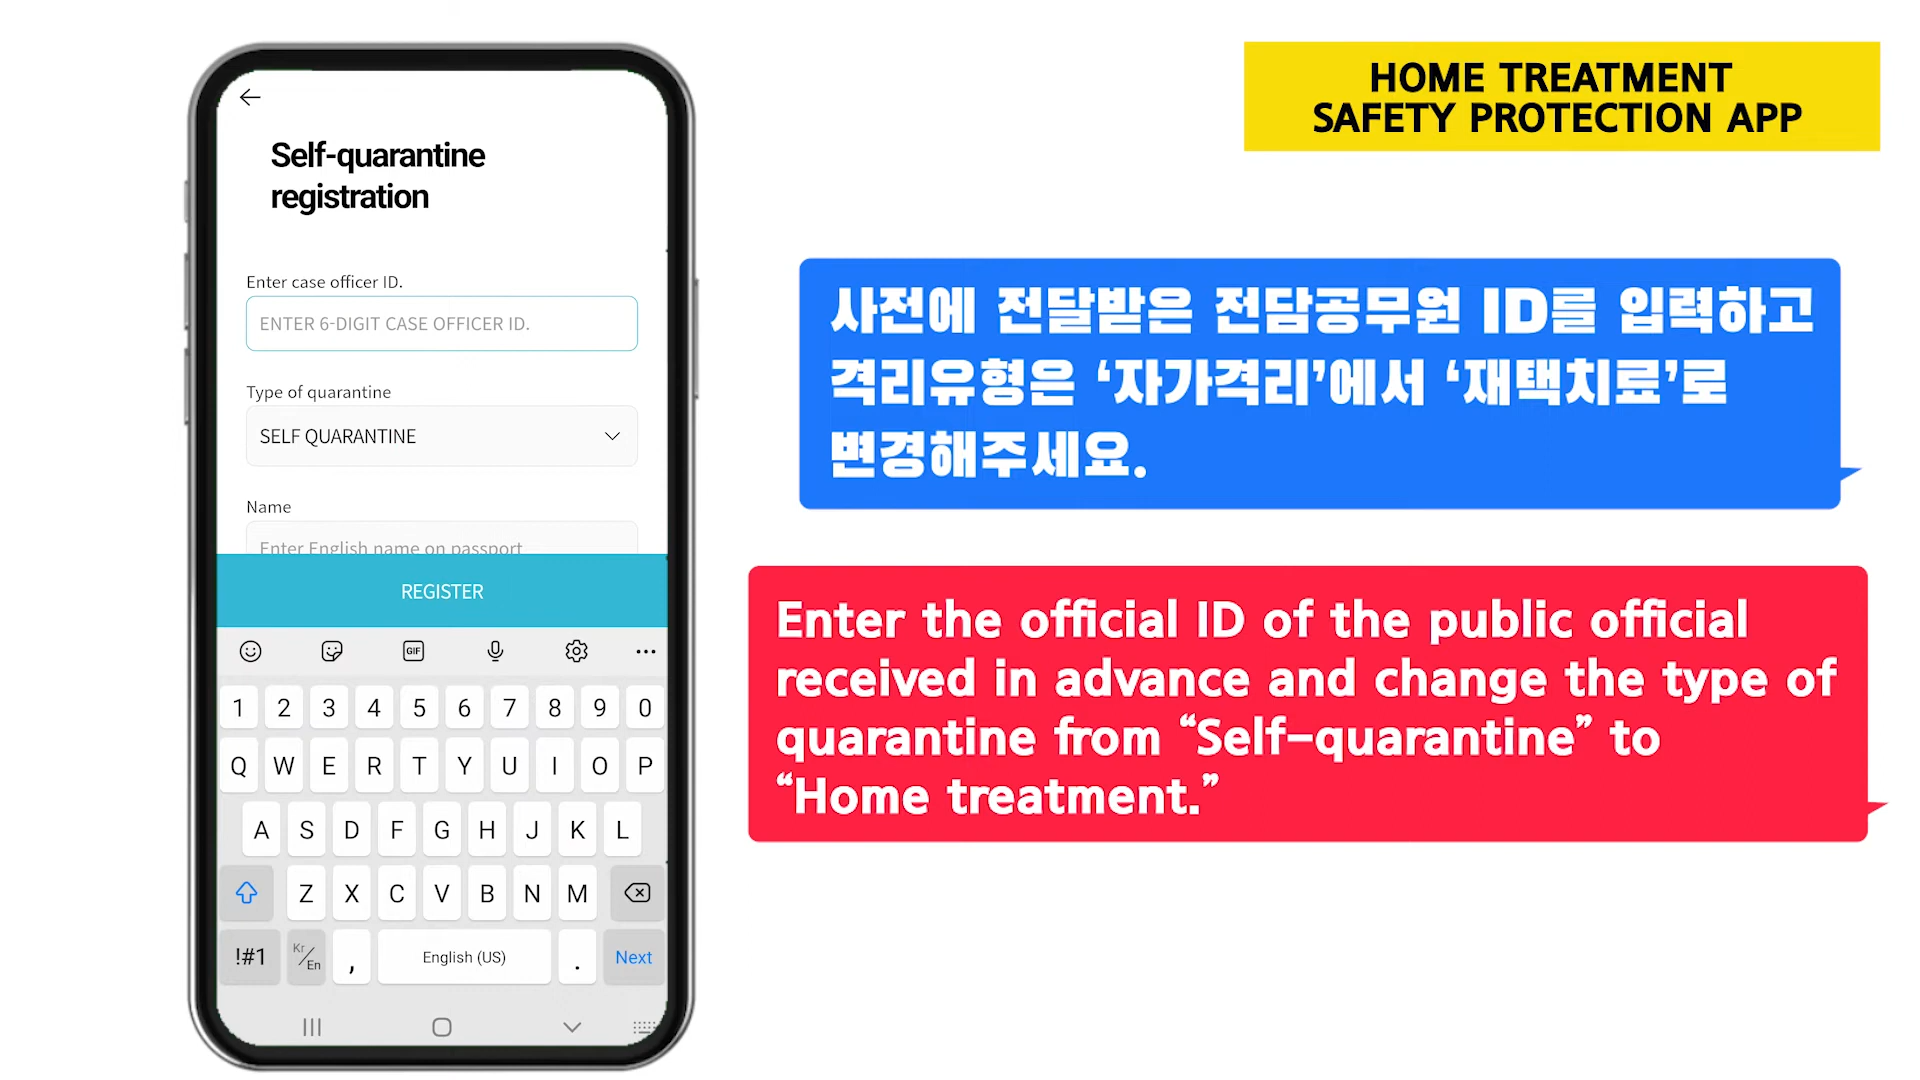 HOME TREATMENT
SAFETY PROTECTION APP
Self-quarantine
registration
Enter case officer ID.
ENTER 6-DIGIT CASE OFFICER ID.
Type of quarantine
SELF QUARANTINE
Name
Enter English name on passport
REGISTER
GIF
1 2 3 4 5 6 7 8 9 0
Q W E R T Y U I O P
A S D F G H J K L
Z X C V B N M
!#1 Kr/En , English (US) . Next
사전에 전달받은 전담공무원 ID를 입력하고
격리유형은 ‘자가격리’에서 ‘재택치료’로
변경해주세요.
Enter the official ID of the public official
received in advance and change the type of
quarantine from “Self-quarantine” to
“Home treatment.”